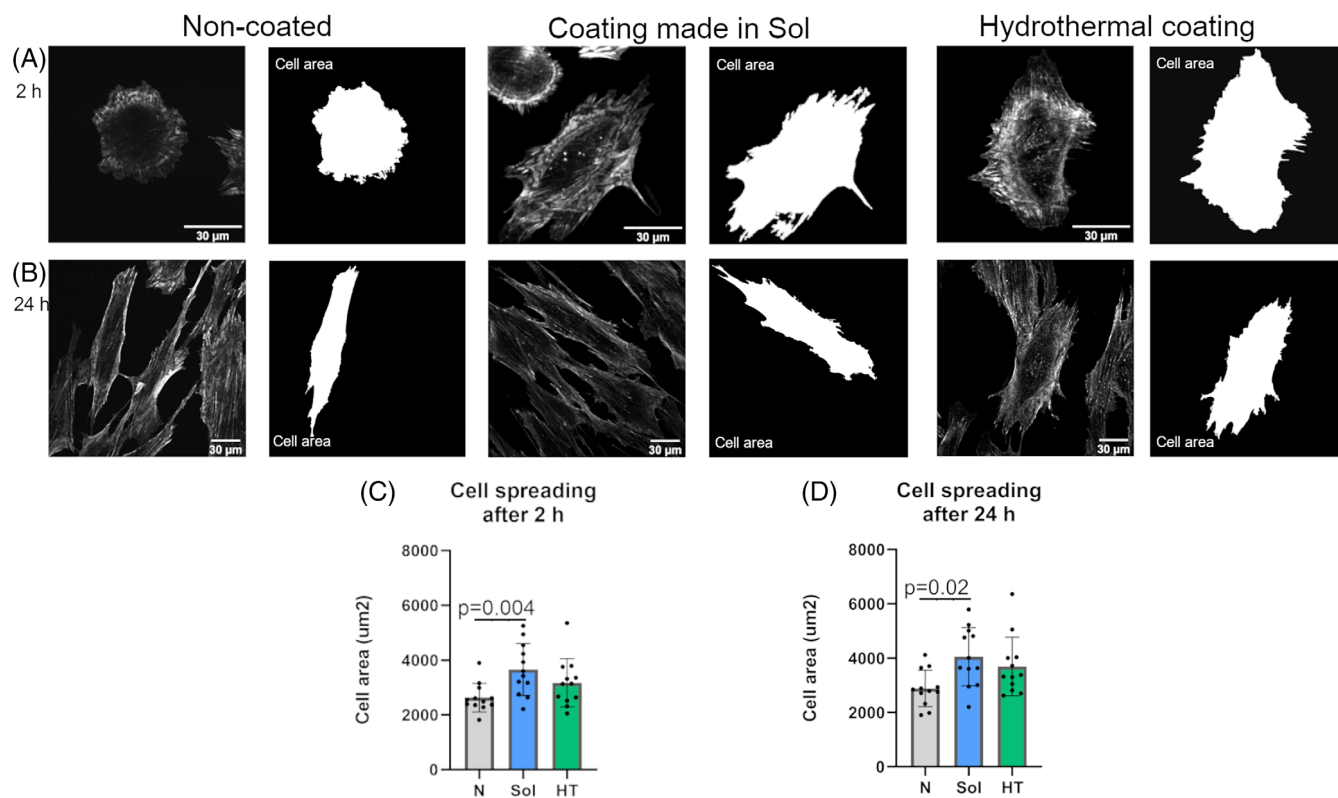 Non-coated
Coating made in Sol
Hydrothermal coating
(A)
2 h
Cell area
Cell area
Cell area
30 µm
30 µm
30 µm
(B)
24 h
Cell area
Cell area
Cell area
30 µm
30 µm
30 µm
(C)
Cell spreading
after 2 h
Cell area (um2)
8000
6000
4000
2000
0
p=0.004
N
Sol
HT
(D)
Cell spreading
after 24 h
Cell area (um2)
8000
6000
4000
2000
0
p=0.02
N
Sol
HT